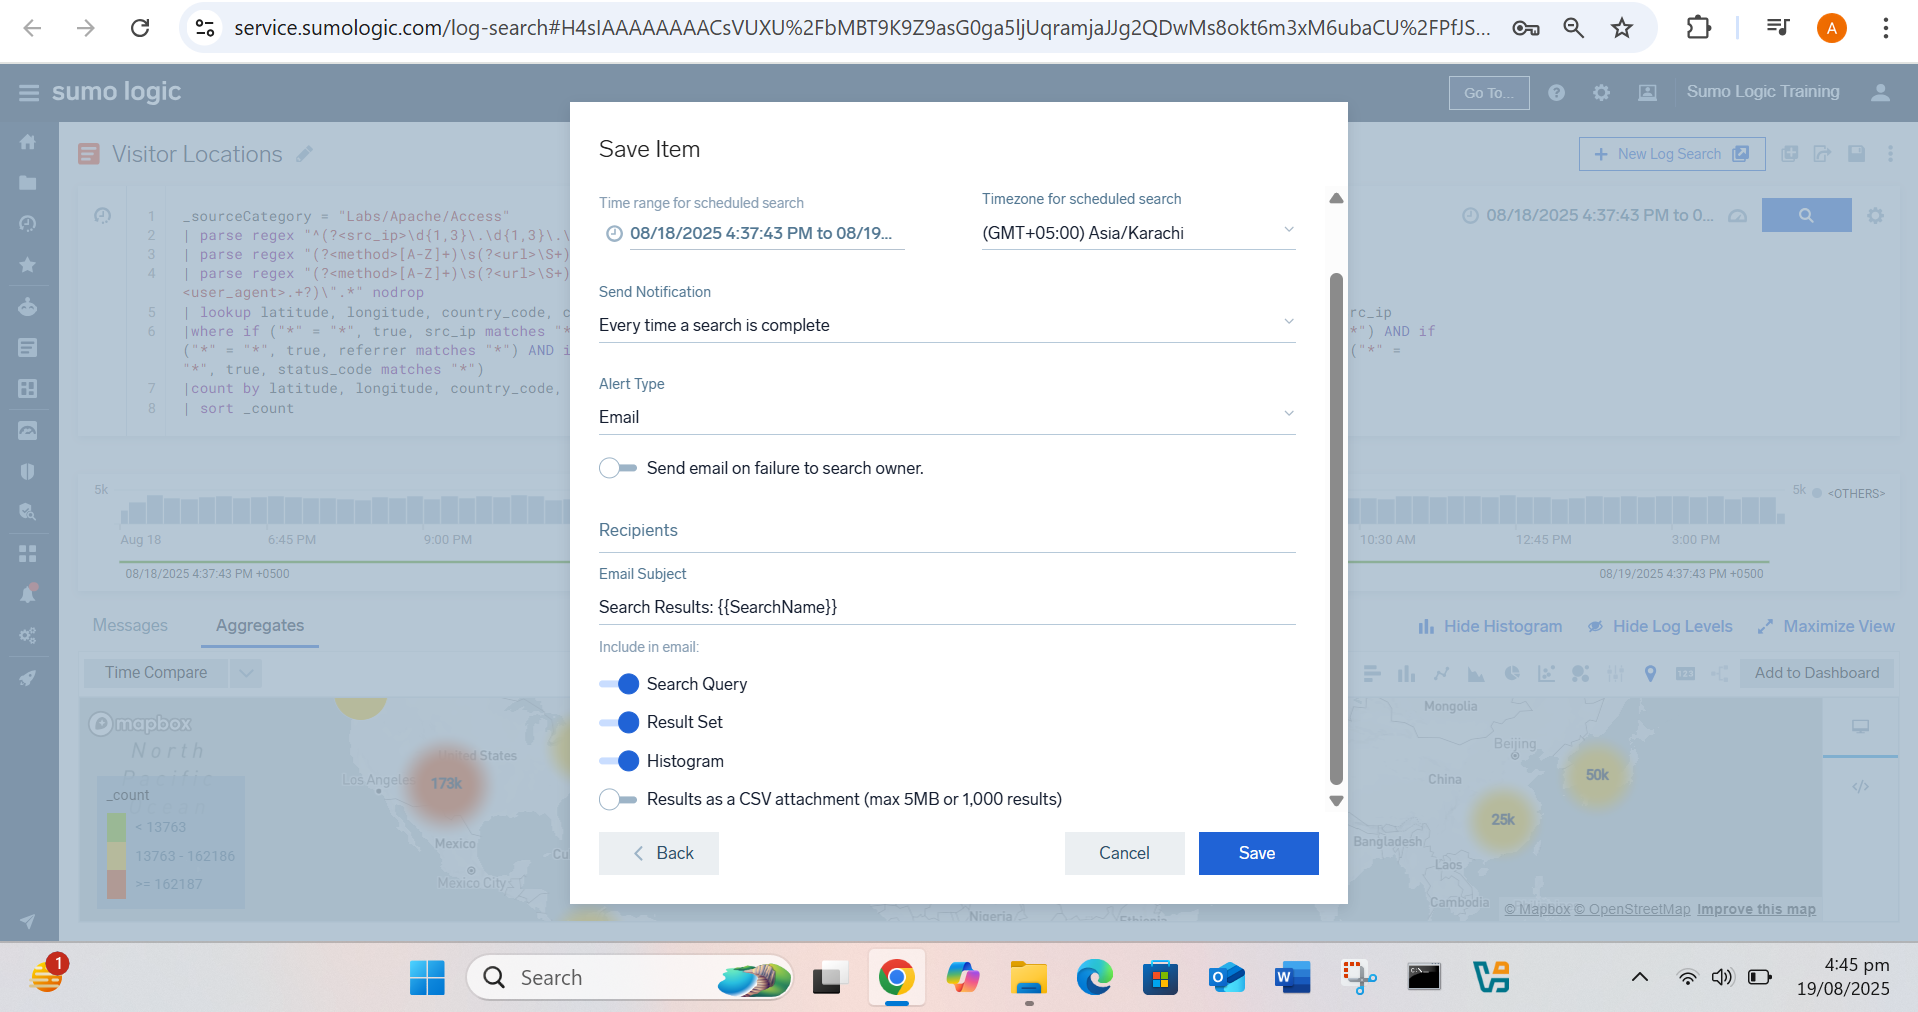 service.sumologic.com/log-search#H4sIAAAAAAAACsVUXU%2FbMBT9K9Z9asG0ga5ljUqramjaJJg2QDwMs8okt6m3xM6ubaCU%2FPfJS...
A
sumo logic
Go To...
Sumo Logic Training
Visitor Locations
New Log Search
1 _sourceCategory = "Labs/Apache/Access"
2 | parse regex "^(?<src_ip>\d{1,3}\.\d{1,3}\.\
3 | parse regex "(?<method>[A-Z]+)\s(?<url>\S+)
4 | parse regex "(?<method>[A-Z]+)\s(?<url>\S+)
<user_agent>.+?)\".*" nodrop
5 | lookup latitude, longitude, country_code, c
rc_ip
6 |where if ("*" = "*", true, src_ip matches "*
*") AND if
("*" = "*", true, referrer matches "*") AND i
("*" =
"*", true, status_code matches "*")
7 |count by latitude, longitude, country_code,
8 | sort _count
08/18/2025 4:37:43 PM to 0...
Save Item
Time range for scheduled search
08/18/2025 4:37:43 PM to 08/19...
Timezone for scheduled search
(GMT+05:00) Asia/Karachi
Send Notification
Every time a search is complete
Alert Type
Email
Send email on failure to search owner.
Recipients
Email Subject
Search Results: {{SearchName}}
Include in email:
Search Query
Result Set
Histogram
Results as a CSV attachment (max 5MB or 1,000 results)
Back
Cancel
Save
5k
Aug 18
6:45 PM
9:00 PM
10:30 AM
12:45 PM
3:00 PM
5k
<OTHERS>
08/18/2025 4:37:43 PM +0500
08/19/2025 4:37:43 PM +0500
Messages
Aggregates
Hide Histogram
Hide Log Levels
Maximize View
Time Compare
123
Add to Dashboard
mapbox
North
Pacific
Ocean
United States
Los Angeles
173k
Mexico
Mexico City
Cu
_count
< 13763
13763 - 162186
>= 162187
Mongolia
Beijing
China
50k
25k
Bangladesh
Laos
Cambodia
Nigeria
Ethiopia
© Mapbox © OpenStreetMap Improve this map
1
Search
4:45 pm
19/08/2025